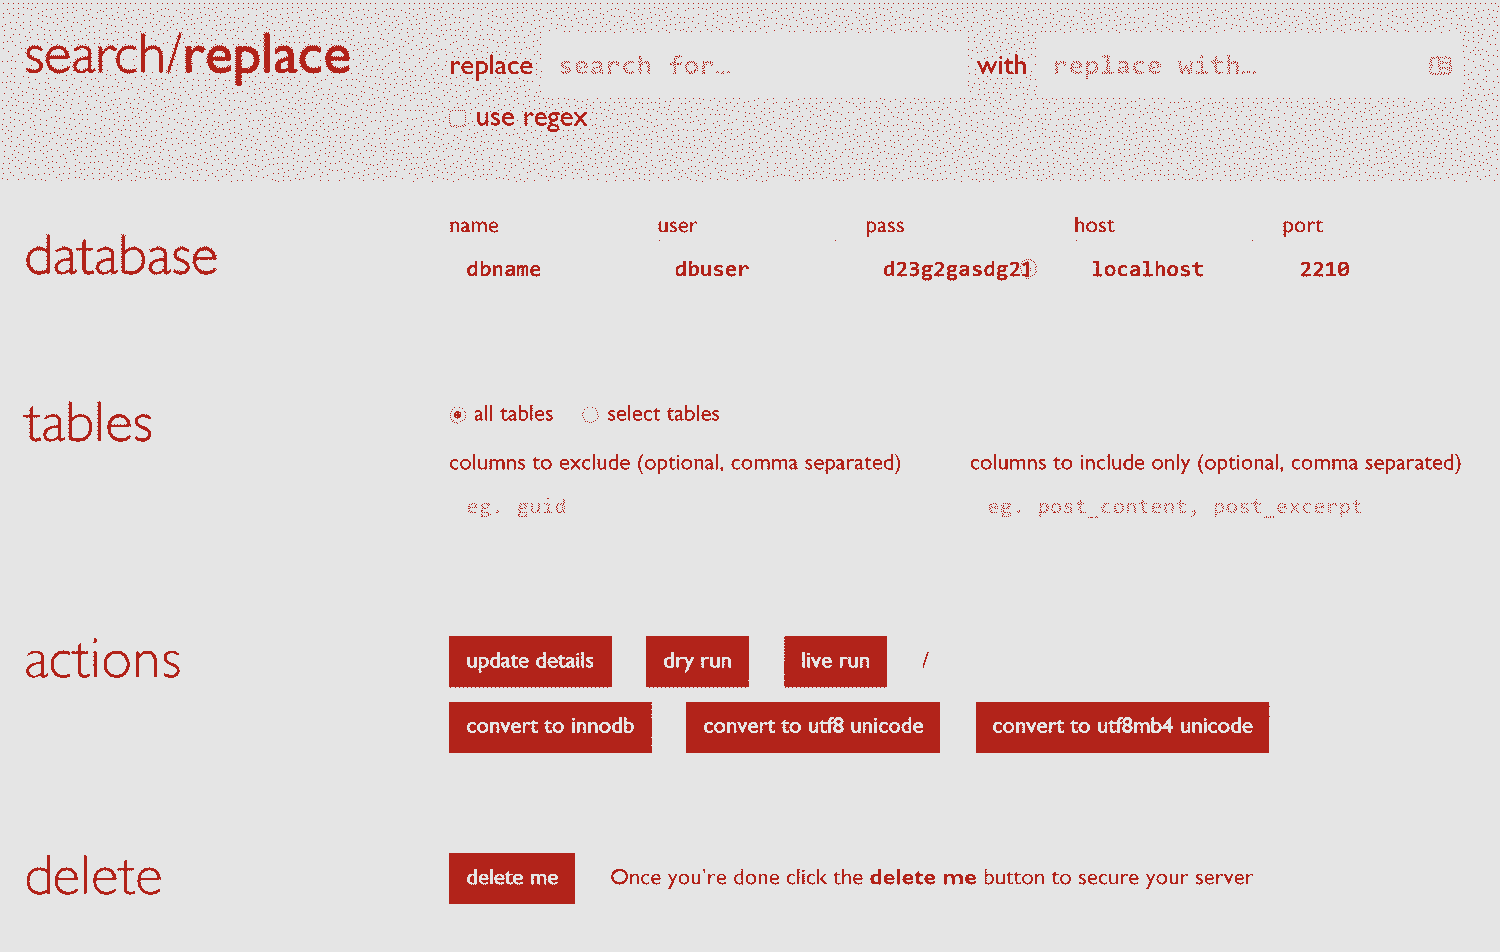 search/replace
replace search for... with replace with...
use regex
database
name user pass host port
dbname dbuser d23g2gasdg21 localhost 2210
tables
all tables select tables
columns to exclude (optional, comma separated) columns to include only (optional, comma separated)
eg. guid eg. post_content, post_excerpt
actions
update details dry run live run /
convert to innodb convert to utf8 unicode convert to utf8mb4 unicode
delete
delete me Once you're done click the delete me button to secure your server